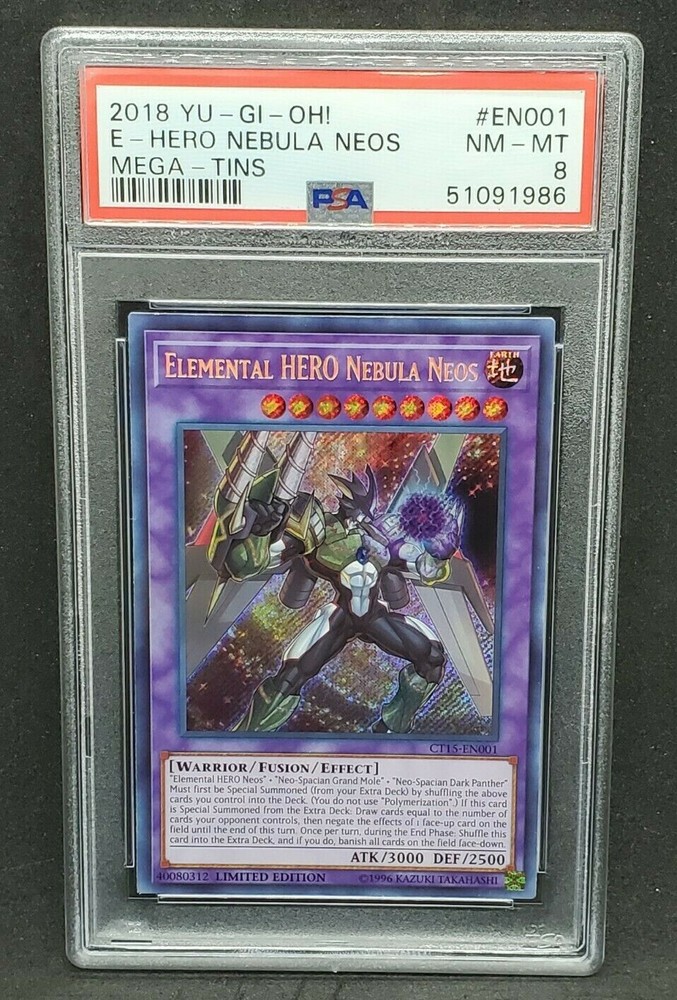 2018 YU-GI-OH! #EN001
E-HERO NEBULA NEOS NM-MT
MEGA-TINS 8
PSA 51091986
ELEMENTAL HERO NEBULA NEOS
EARTH
地
CT15-EN001
[WARRIOR/FUSION/EFFECT]
"Elemental HERO Neos" + "Neo-Spacian Grand Mole" + "Neo-Spacian Dark Panther"
Must first be Special Summoned (from your Extra Deck) by shuffling the above
cards you control into the Deck. (You do not use "Polymerization".) If this card
is Special Summoned from the Extra Deck: Draw cards equal to the number of
cards your opponent controls, then negate the effects of 1 face-up card on the
field until the end of this turn. Once per turn, during the End Phase: Shuffle this
card into the Extra Deck, and if you do, banish all cards on the field face-down.
ATK/3000 DEF/2500
40080312 LIMITED EDITION ©1996 KAZUKI TAKAHASHI